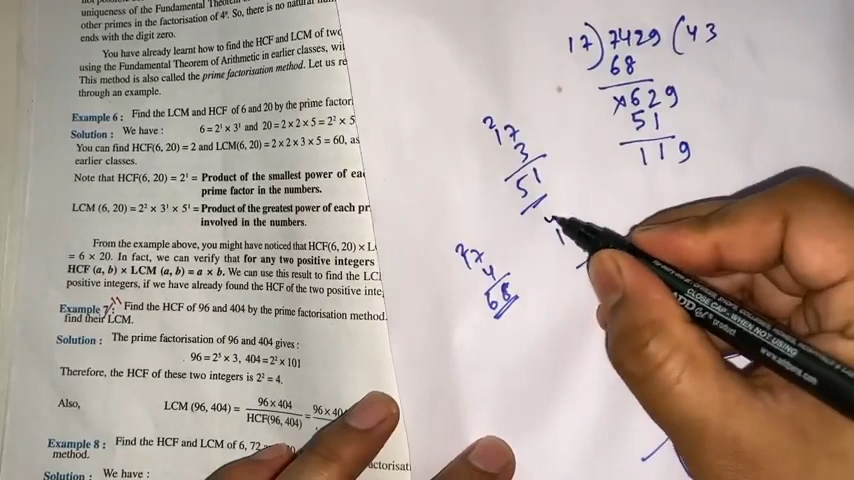 uniqueness of the Fundamental Theorem
other primes in the factorisation of 4ⁿ. So, there is no natural
ends with the digit zero.
You have already learnt how to find the HCF and LCM of two
using the Fundamental Theorem of Arithmetic in earlier classes, wi
This method is also called the prime factorisation method. Let us re
through an example.
Example 6 : Find the LCM and HCF of 6 and 20 by the prime factor
Solution : We have : 6 = 2¹ × 3¹ and 20 = 2 × 2 × 5 = 2² × 5
You can find HCF(6, 20) = 2 and LCM(6, 20) = 2 × 2 × 3 × 5 = 60, as
earlier classes.
Note that HCF(6, 20) = 2¹ = Product of the smallest power of ea
prime factor in the numbers.
LCM (6, 20) = 2² × 3¹ × 5¹ = Product of the greatest power of each pr
involved in the numbers.
From the example above, you might have noticed that HCF(6, 20) × L
= 6 × 20. In fact, we can verify that for any two positive integers
HCF (a, b) × LCM (a, b) = a × b. We can use this result to find the LC
positive integers, if we have already found the HCF of the two positive inte
Example 7 : Find the HCF of 96 and 404 by the prime factorisation method.
find their LCM.
Solution : The prime factorisation of 96 and 404 gives :
96 = 2⁵ × 3, 404 = 2² × 101
Therefore, the HCF of these two integers is 2² = 4.
Also, LCM (96, 404) = 96 × 404 / HCF(96, 404) = 96 × 40
Example 8 : Find the HCF and LCM of 6, 72
method.
actorisat
Solution : We have :
17) 7429 (43
68
×629
51
119
2
17
3
51
2
17
4
68
CLOSE CAP - WHEN NOT USING
product